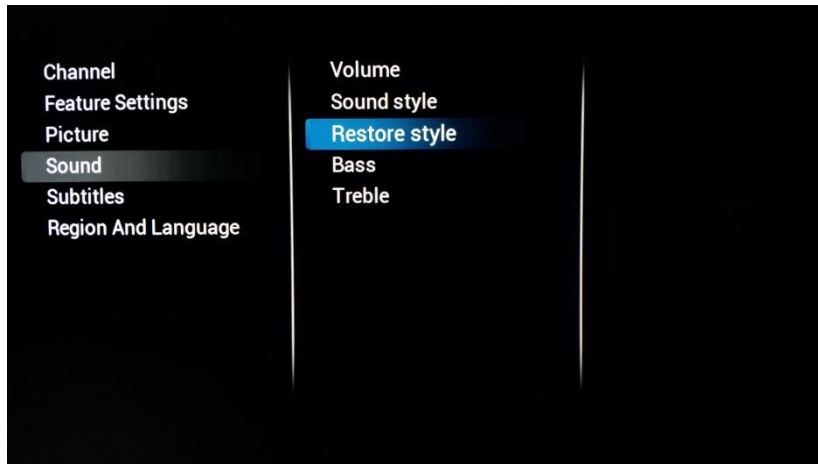 Channel
Feature Settings
Picture
Sound
Subtitles
Region And Language
Volume
Sound style
Restore style
Bass
Treble